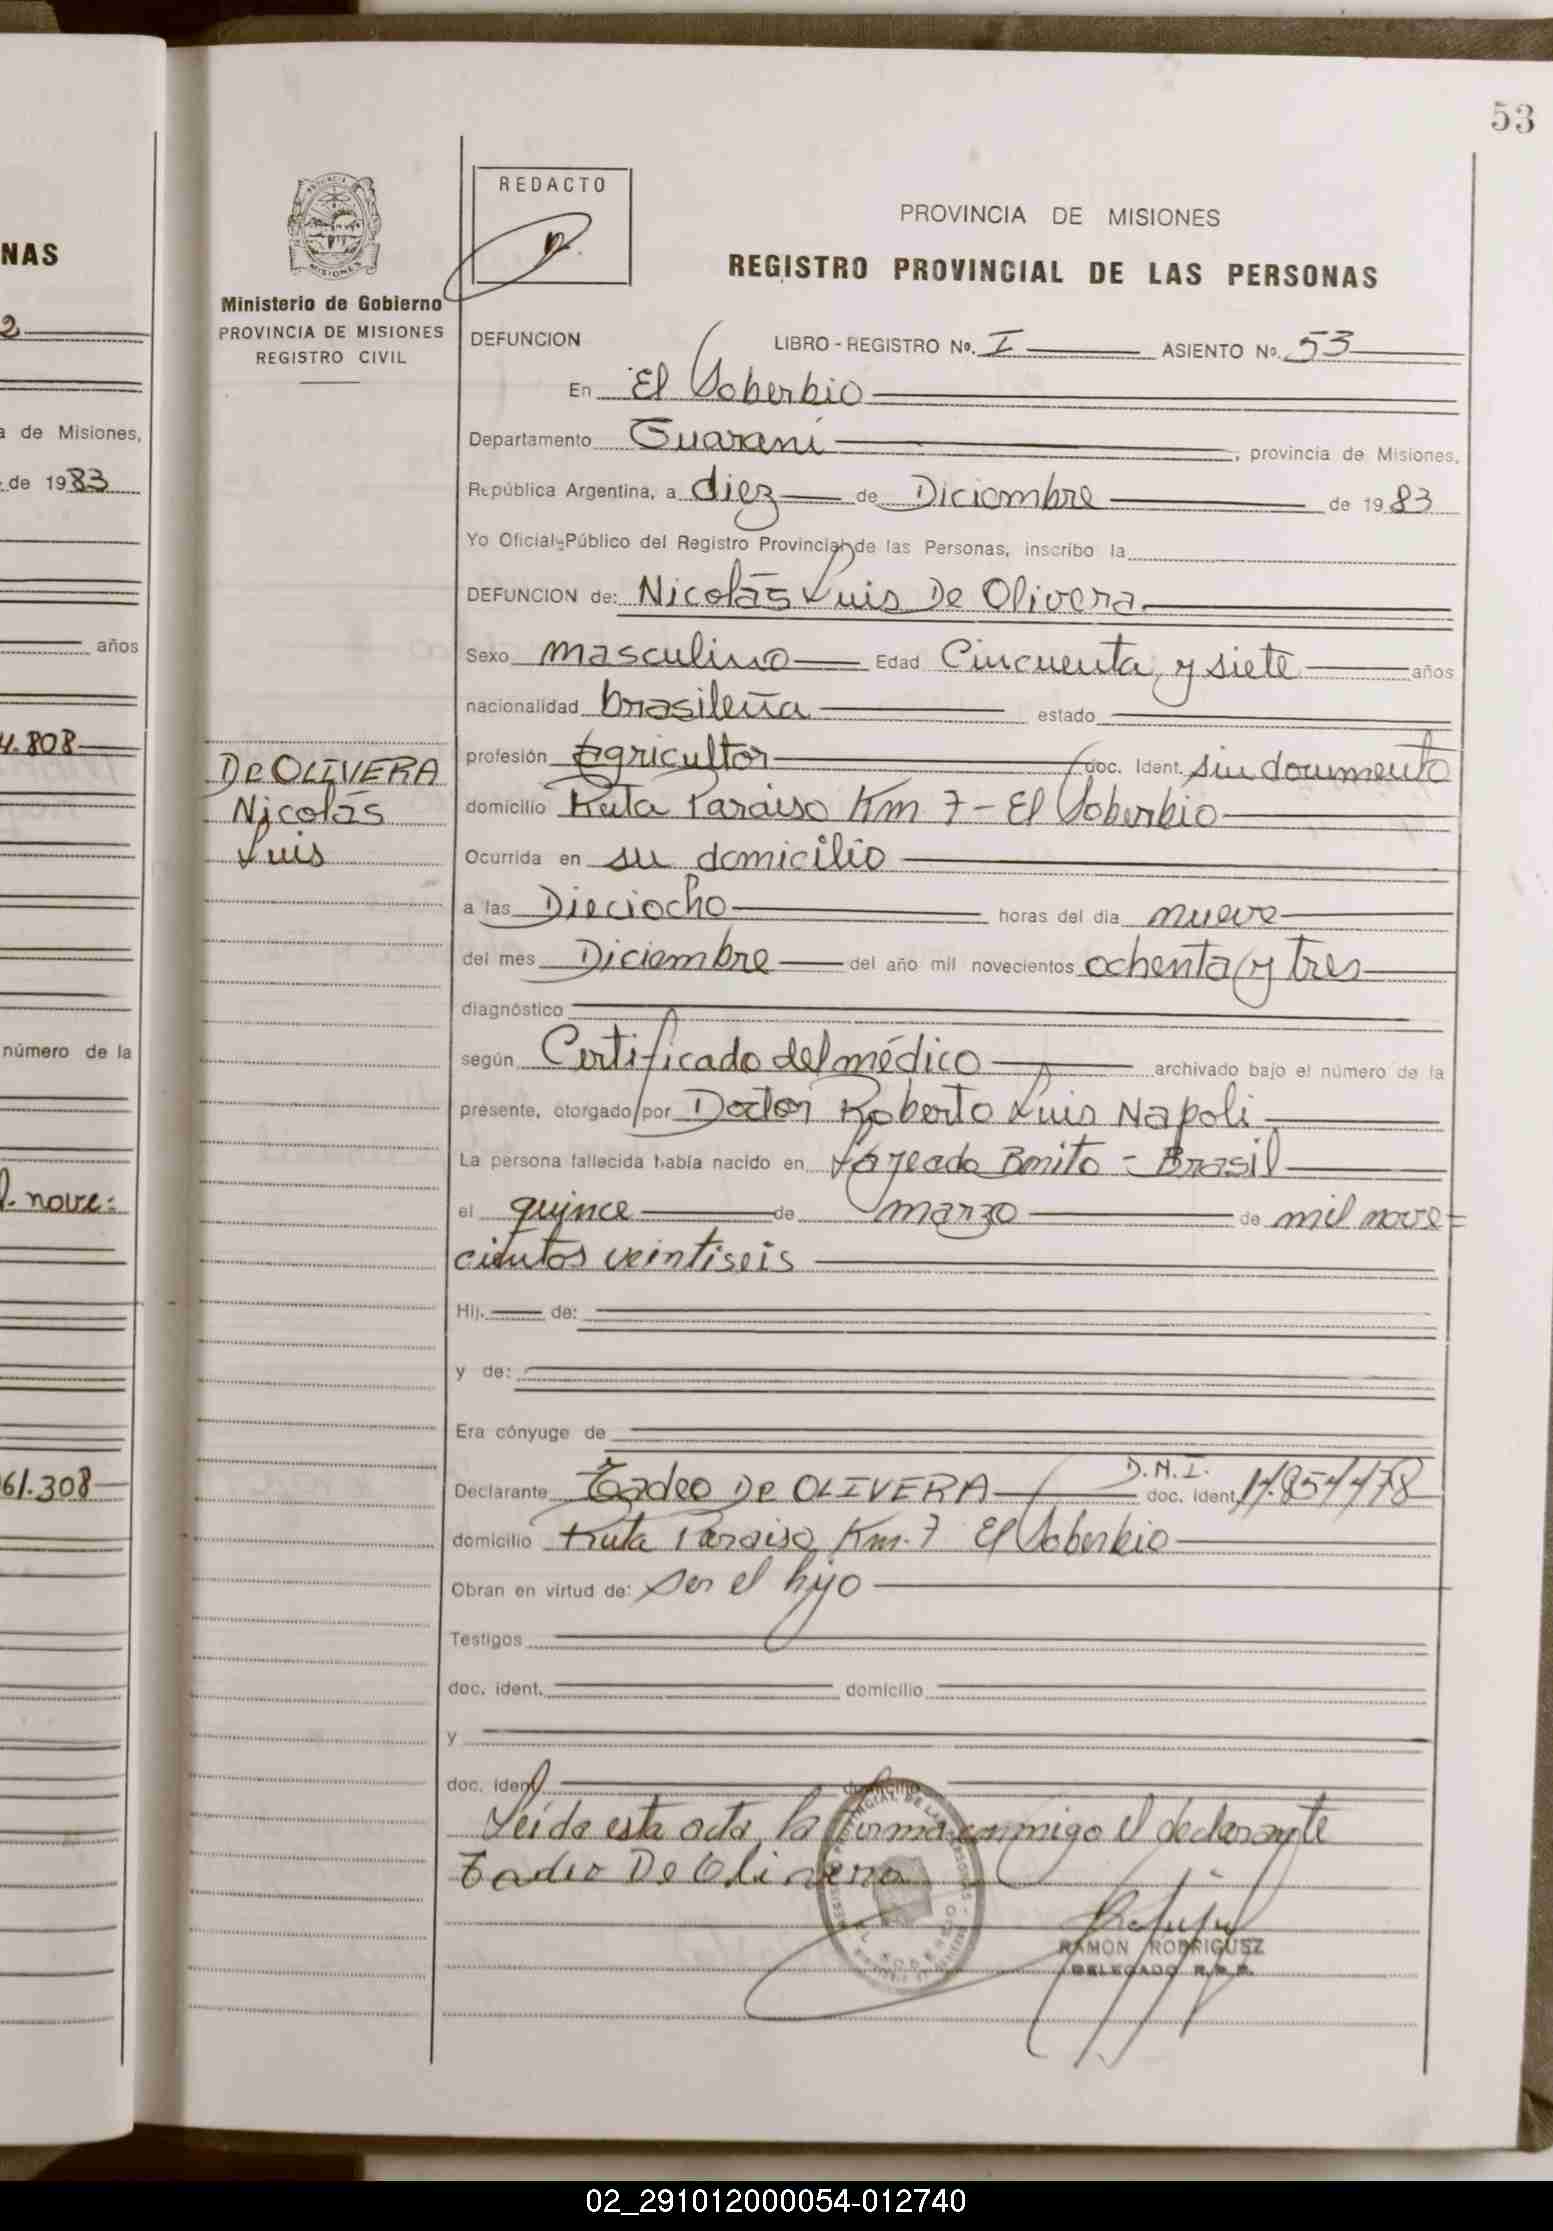 53
NAS
2
a de Misiones,
de 1983
años
4.808
número de la
l. nove=
61.308
Ministerio de Gobierno
PROVINCIA DE MISIONES
REGISTRO CIVIL
De OLIVERA
Nicolás
Luis
REDACTO
PROVINCIA DE MISIONES
REGISTRO PROVINCIAL DE LAS PERSONAS
DEFUNCION LIBRO - REGISTRO No. I ASIENTO No. 53
En El Soberbio
Departamento Guaraní, provincia de Misiones,
República Argentina, a diez de Diciembre de 1983
Yo Oficial Público del Registro Provincial de las Personas, inscribo la
DEFUNCION de: Nicolás Luis De Olivera
Sexo masculino Edad Cincuenta y siete años
nacionalidad brasileña estado
profesión agricultor doc. Ident. sin documento
domicilio Ruta Paraiso Km 7 - El Soberbio
Ocurrida en su domicilio
a las Dieciocho horas del día nueve
del mes Diciembre del año mil novecientos ochenta y tres
diagnóstico
según Certificado del médico archivado bajo el número de la
presente, otorgado por Doctor Roberto Luis Napoli
La persona fallecida había nacido en Lageado Bonito - Brasil
el quince de marzo de mil nove=
cientos veintiseis
Hij. de:
y de:
Era cónyuge de
Declarante Tadeo De OLIVERA D.N.I. doc. ident.
domicilio Ruta Paraiso Km. 7 El Soberbio
Obran en virtud de: ser el hijo
Testigos
doc. ident. domicilio
y
doc. ident. domicilio
Leída esta acta, la firma conmigo el declarante
Tadeo De Olivera
RAMON RODRIGUEZ
DELEGADO R.P.P.
02_291012000054-012740